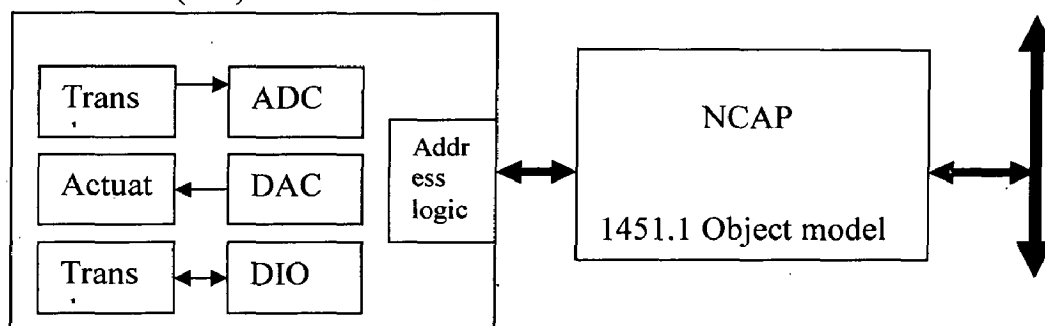 Trans
ADC
Actuat
DAC
Trans
DIO
Addr
ess
logic
NCAP
1451.1 Object model